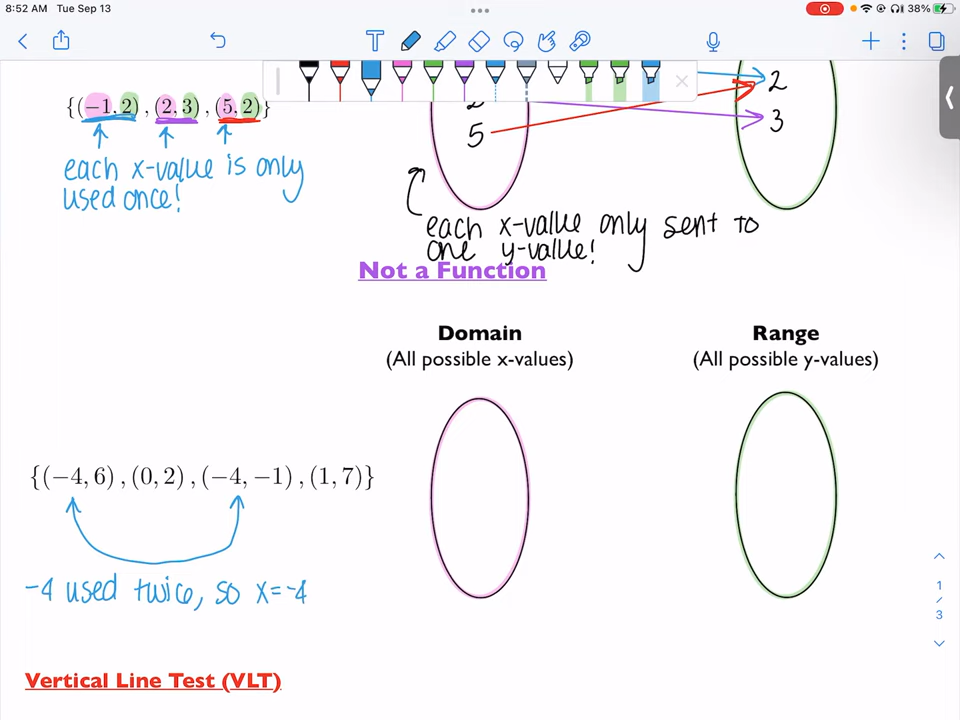 8:52 AM Tue Sep 13
38%
2
{(−1, 2) , (2, 3) , (5, 2)}
3
5
each x-value is only
used once!
each x-value only sent to
one y-value!
Not a Function
Domain
(All possible x-values)
Range
(All possible y-values)
{(−4, 6) , (0, 2) , (−4, −1) , (1, 7)}
-4 used twice, so x=-4
1
/
3
Vertical Line Test (VLT)